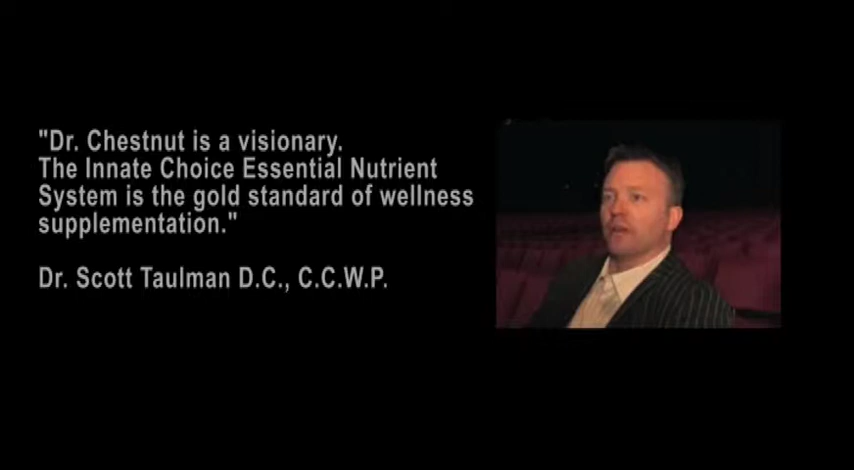 "Dr. Chestnut is a visionary.
The Innate Choice Essential Nutrient
System is the gold standard of wellness
supplementation."
Dr. Scott Taulman D.C., C.C.W.P.